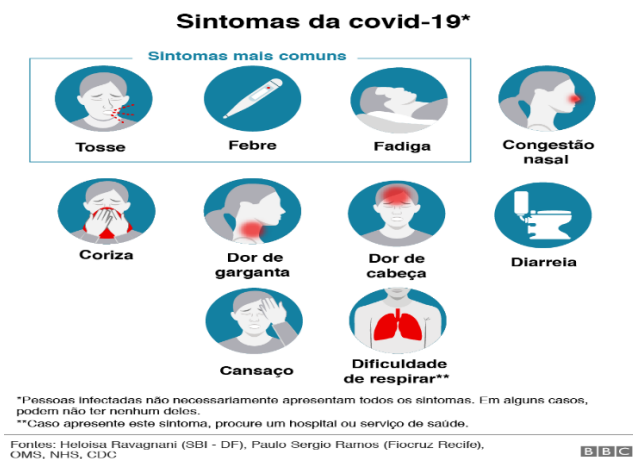 Sintomas da covid-19*
Sintomas mais comuns
Tosse
Febre
Fadiga
Congestão
nasal
Coriza
Dor de
garganta
Dor de
cabeça
Diarreia
Cansaço
Dificuldade
de respirar**
*Pessoas infectadas não necessariamente apresentam todos os sintomas. Em alguns casos,
podem não ter nenhum deles.
**Caso apresente este sintoma, procure um hospital ou serviço de saúde.
Fontes: Heloisa Ravagnani (SBI - DF), Paulo Sergio Ramos (Fiocruz Recife),
OMS, NHS, CDC
BBC